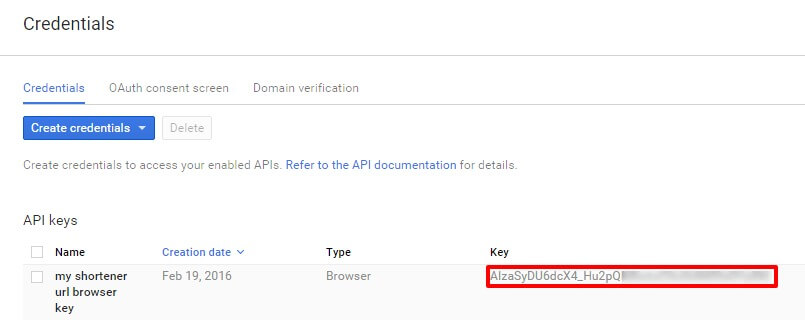 Credentials
Credentials OAuth consent screen Domain verification
Create credentials Delete
Create credentials to access your enabled APIs. Refer to the API documentation for details.
API keys
Name Creation date Type Key
my shortener Feb 19, 2016 Browser AIzaSyDU6dcX4_Hu2pQ
url browser
key